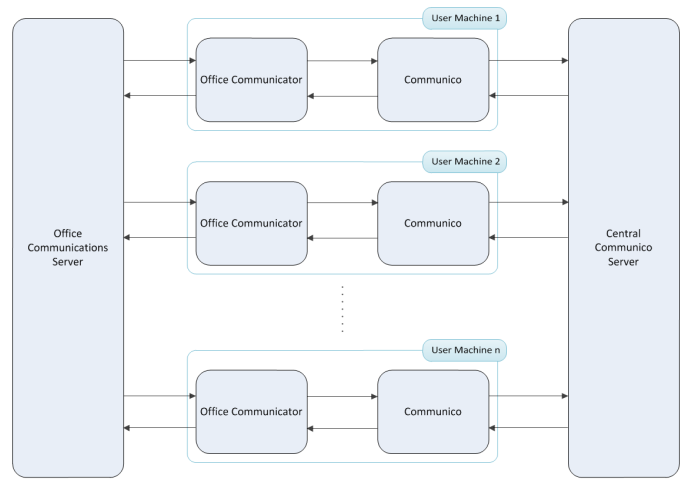 User Machine 1
Office Communicator
Communico
User Machine 2
Office Communicator
Communico
Office
Communications
Server
Central
Communico
Server
User Machine n
Office Communicator
Communico